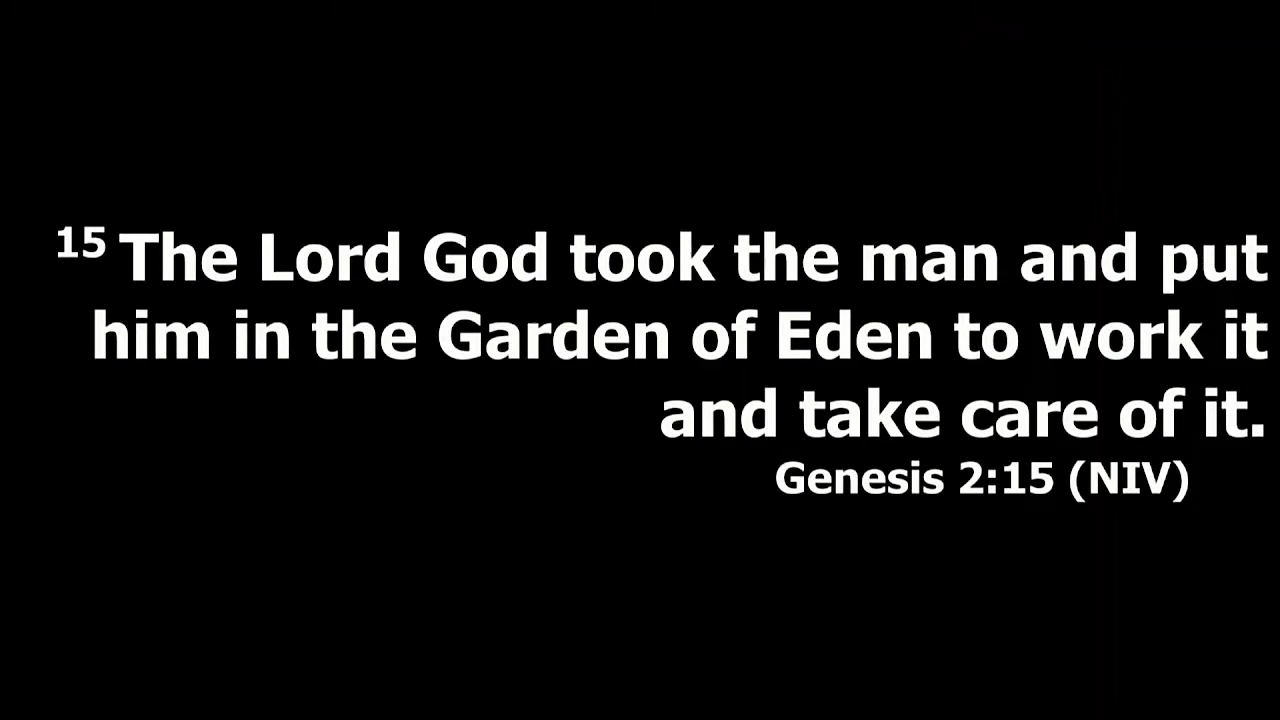 15 The Lord God took the man and put
him in the Garden of Eden to work it
and take care of it.
Genesis 2:15 (NIV)